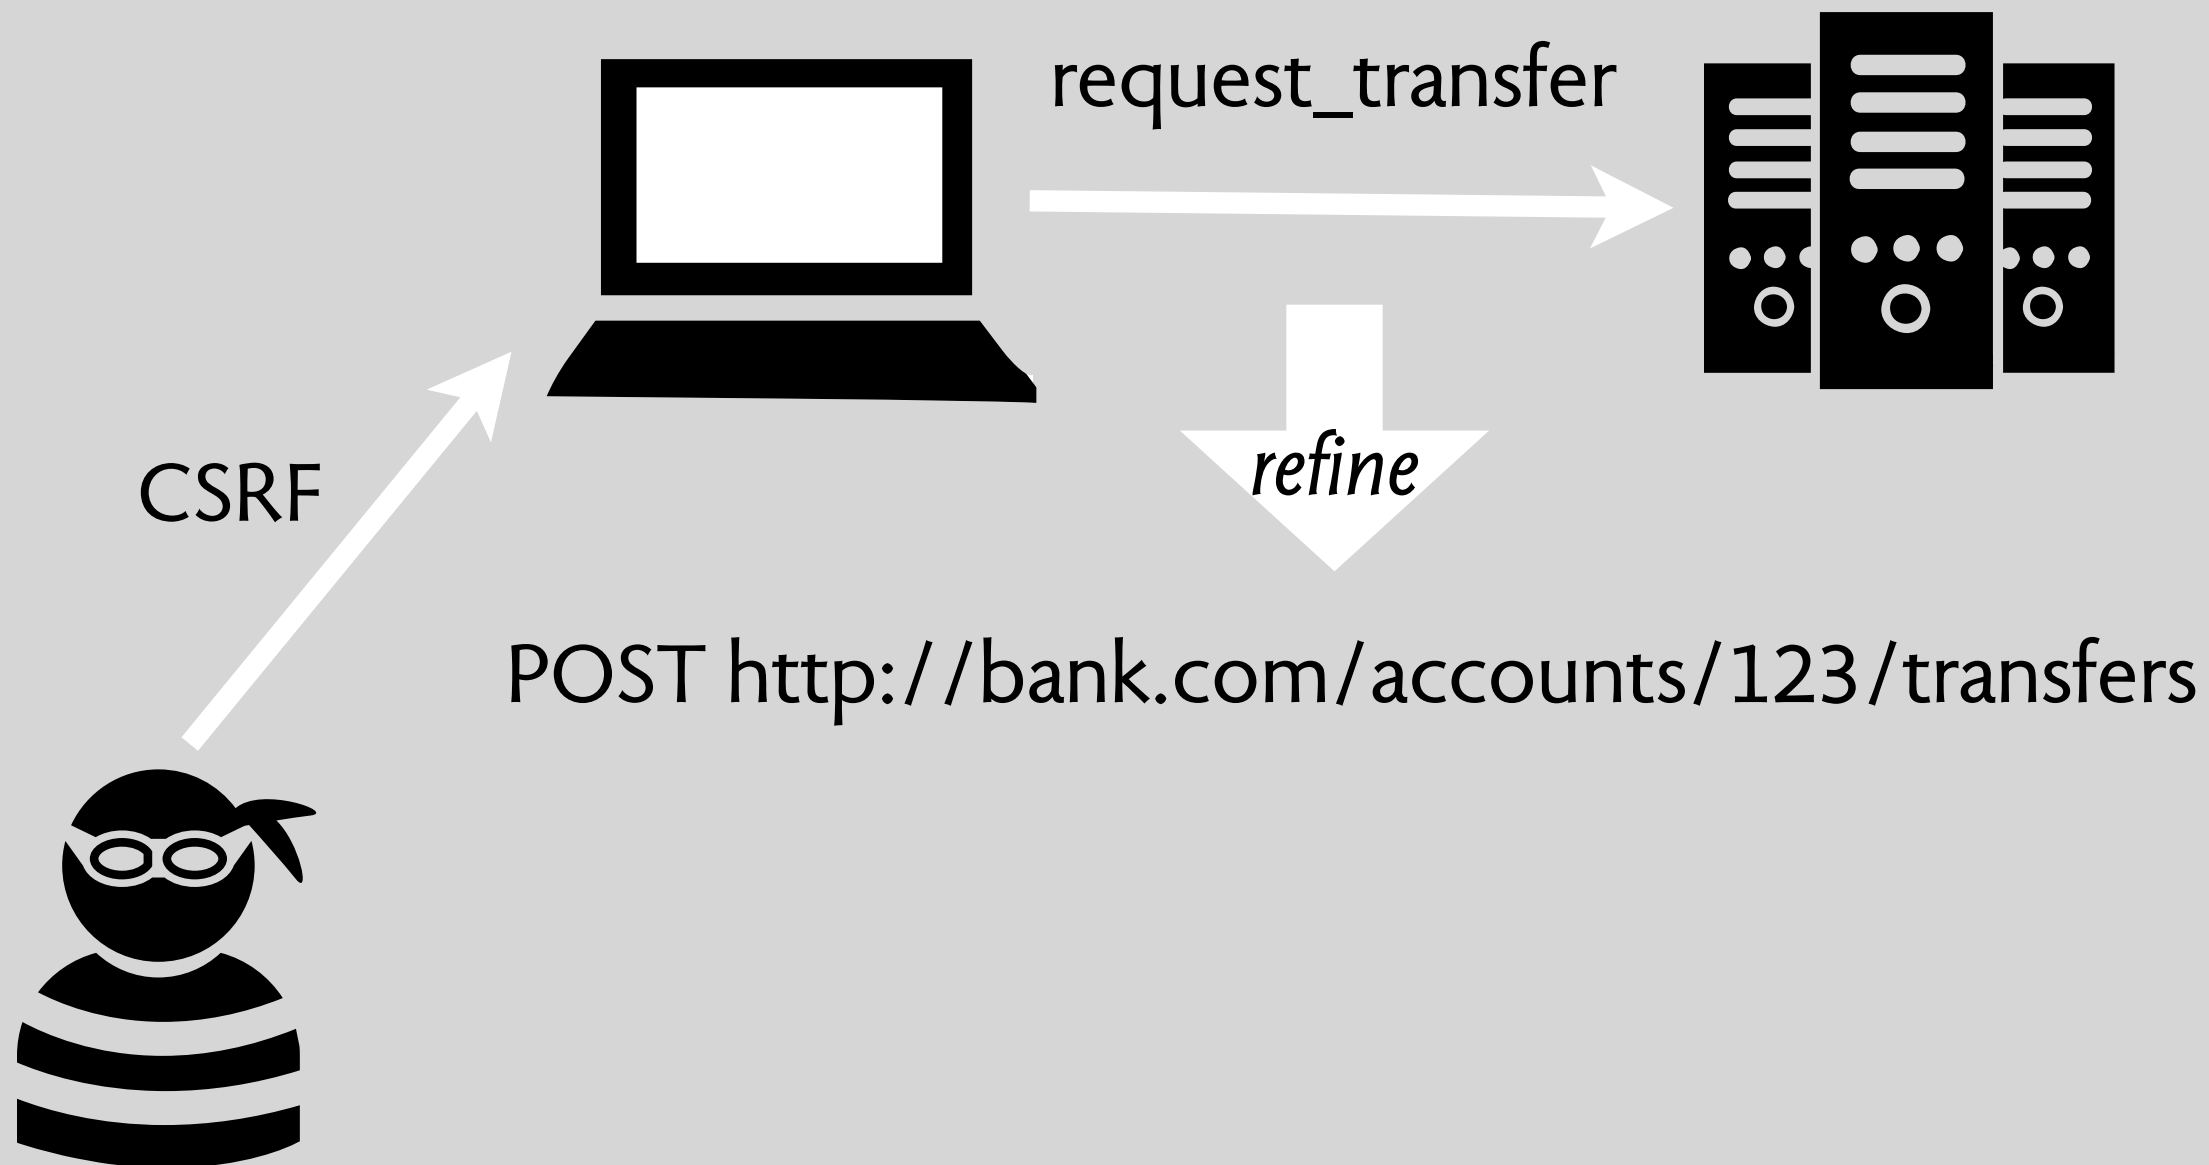 request_transfer
CSRF
refine
POST http://bank.com/accounts/123/transfers